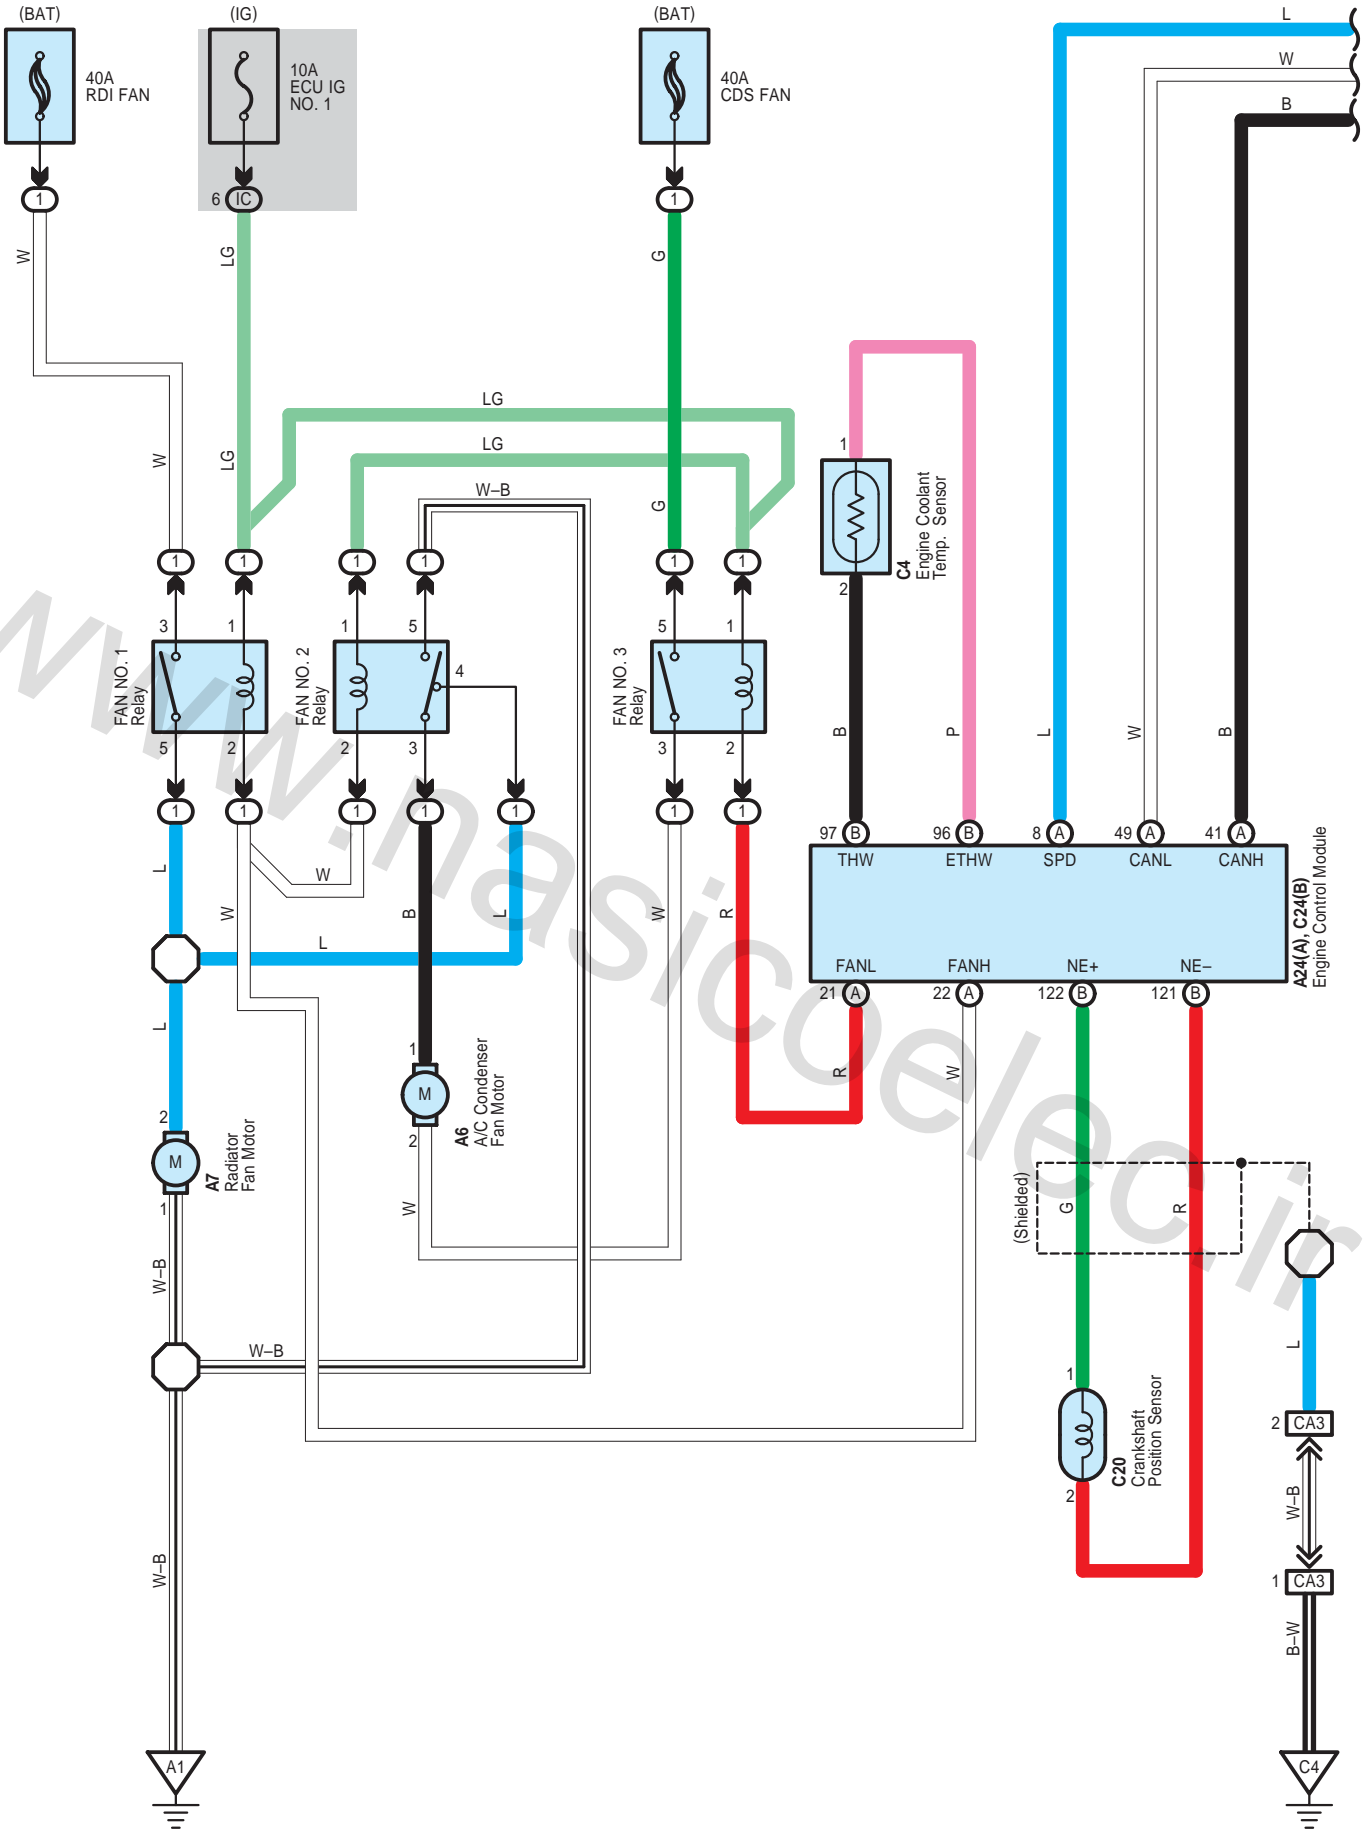 (BAT)
(IG)
(BAT)
L
W
B
40A
RDI FAN
10A
ECU IG
NO. 1
40A
CDS FAN
1
6 IC
1
W
LG
G
LG
LG
W
LG
W–B
G
1
1
1
1
1
1
1
2
C4
Engine Coolant
Temp. Sensor
3
1
1
5
5
1
4
FAN NO. 1
Relay
FAN NO. 2
Relay
FAN NO. 3
Relay
5
2
2
3
3
2
B
P
L
W
B
1
1
1
1
1
1
1
97 B
96 B
8 A
49 A
41 A
THW
ETHW
SPD
CANL
CANH
A24(A), C24(B)
Engine Control Module
L
W
W
B
L
W
R
L
FANL
FANH
NE+
NE–
21 A
22 A
122 B
121 B
L
R
W
1
M
2
A6
A/C Condenser
Fan Motor
2
M
1
A7
Radiator
Fan Motor
W
(Shielded)
G
R
W–B
W–B
L
1
2
C20
Crankshaft
Position Sensor
2 CA3
W–B
1 CA3
W–B
B–W
A1
C4
www.nasicoelec.ir